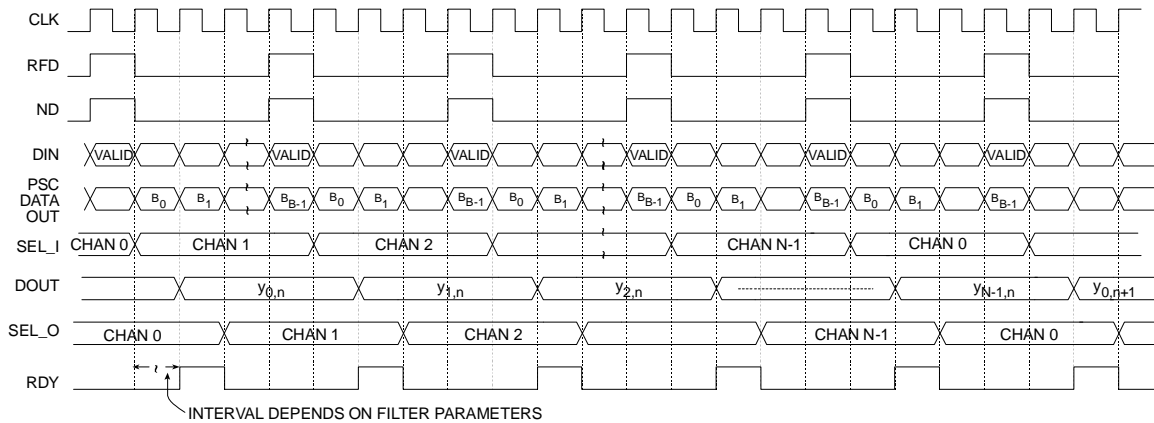 CLK
RFD
ND
DIN VALID VALID VALID VALID VALID VALID
PSC DATA OUT B0 B1 BB-1 B0 B1 BB-1 B0 B1 BB-1 B0 B1 BB-1 B0 B1 BB-1
SEL_I CHAN 0 CHAN 1 CHAN 2 CHAN N-1 CHAN 0
DOUT y0,n y1,n y2,n yN-1,n y0,n+1
SEL_O CHAN 0 CHAN 1 CHAN 2 CHAN N-1 CHAN 0
RDY
INTERVAL DEPENDS ON FILTER PARAMETERS